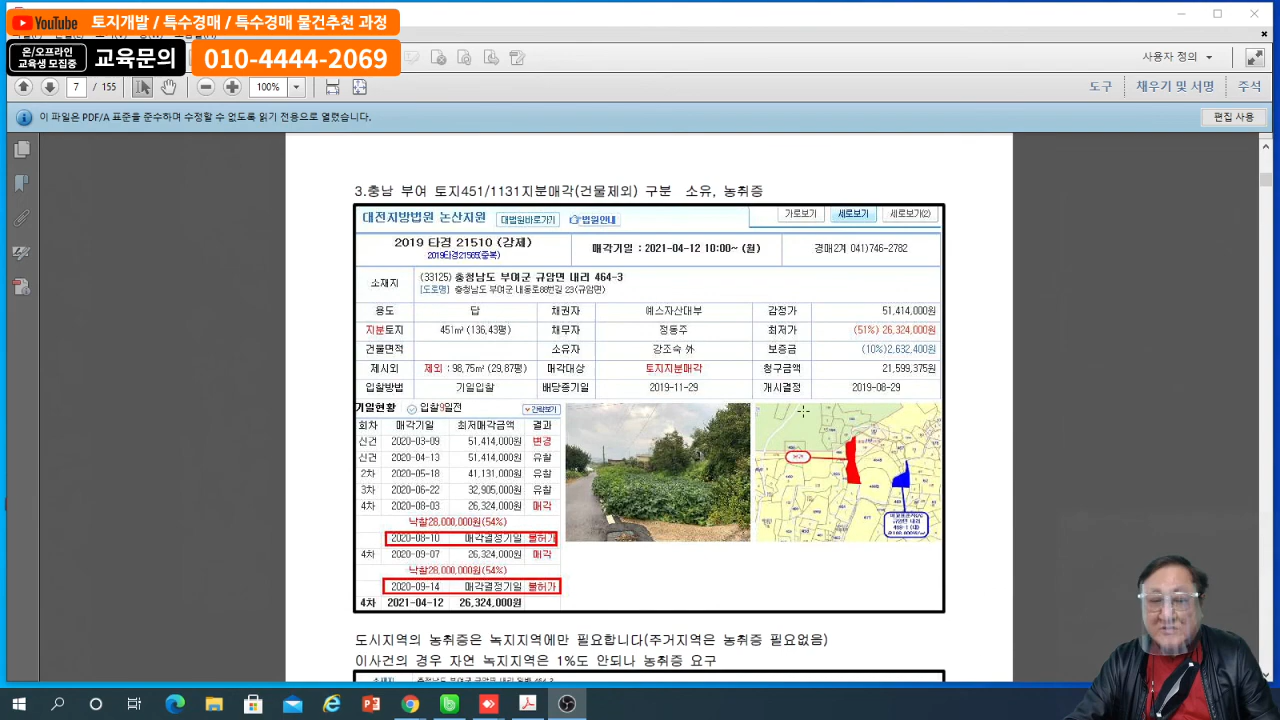 YouTube 토지개발 / 특수경매 / 특수경매 물건추천 과정
온/오프라인
교육생 모집중
교육문의 010-4444-2069
사용자 정의
7 / 155
100%
도구 채우기 및 서명 주석
이 파일은 PDF/A 표준을 준수하며 수정할 수 없도록 읽기 전용으로 열렸습니다.
편집 사용
3.충남 부여 토지451/1131지분매각(건물제외) 구분 소유, 농취증
대전지방법원 논산지원 대법원바로가기 법원안내 가로보기 세로보기 세로보기(2)
2019 타경 21510 (강제)
2019타경21565(중복)
매각기일 : 2021-04-12 10:00~ (월)
경매2계 041)746-2782
소재지
(33125) 충청남도 부여군 규암면 내리 464-3
[도로명] 충청남도 부여군 내동로88번길 23(규암면)
용도 답 채권자 예스자산대부 감정가 51,414,000원
지분토지 451㎡ (136,43평) 채무자 정동주 최저가 (51%) 26,324,000원
건물면적 소유자 강조숙 外 보증금 (10%)2,632,400원
제시외 제외 : 98,75㎡ (29,87평) 매각대상 토지지분매각 청구금액 21,599,375원
입찰방법 기일입찰 배당종기일 2019-11-29 개시결정 2019-08-29
기일현황 입찰9일전 간략보기
회차 매각기일 최저매각금액 결과
신건 2020-03-09 51,414,000원 변경
신건 2020-04-13 51,414,000원 유찰
2차 2020-05-18 41,131,000원 유찰
3차 2020-06-22 32,905,000원 유찰
4차 2020-08-03 26,324,000원 매각
낙찰28,000,000원(54%)
2020-08-10 매각결정기일 불허가
4차 2020-09-07 26,324,000원 매각
낙찰28,000,000원(54%)
2020-09-14 매각결정기일 불허가
4차 2021-04-12 26,324,000원
도시지역의 농취증은 녹지지역에만 필요합니다(주거지역은 농취증 필요없음)
이사건의 경우 자연 녹지지역은 1%도 안되나 농취증 요구